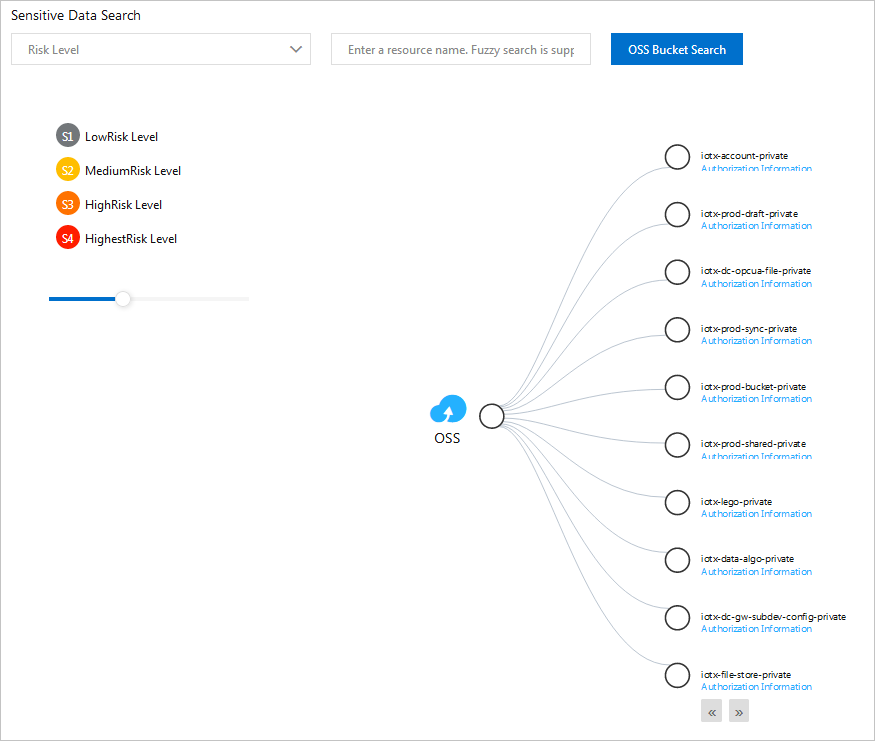 Sensitive Data Search
Risk Level
Enter a resource name. Fuzzy search is supp
OSS Bucket Search
S1 LowRisk Level
S2 MediumRisk Level
S3 HighRisk Level
S4 HighestRisk Level
OSS
iotx-account-private
Authorization Information
iotx-prod-draft-private
Authorization Information
iotx-dc-opcua-file-private
Authorization Information
iotx-prod-sync-private
Authorization Information
iotx-prod-bucket-private
Authorization Information
iotx-prod-shared-private
Authorization Information
iotx-lego-private
Authorization Information
iotx-data-algo-private
Authorization Information
iotx-dc-gw-subdev-config-private
Authorization Information
iotx-file-store-private
Authorization Information
« »